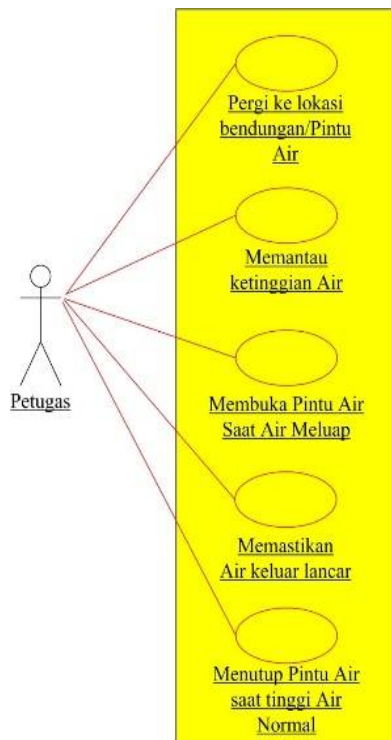 Pergi ke lokasi
bendungan/Pintu
Air
Memantau
ketinggian Air
Petugas
Membuka Pintu Air
Saat Air Meluap
Memastikan
Air keluar lancar
Menutup Pintu Air
saat tinggi Air
Normal